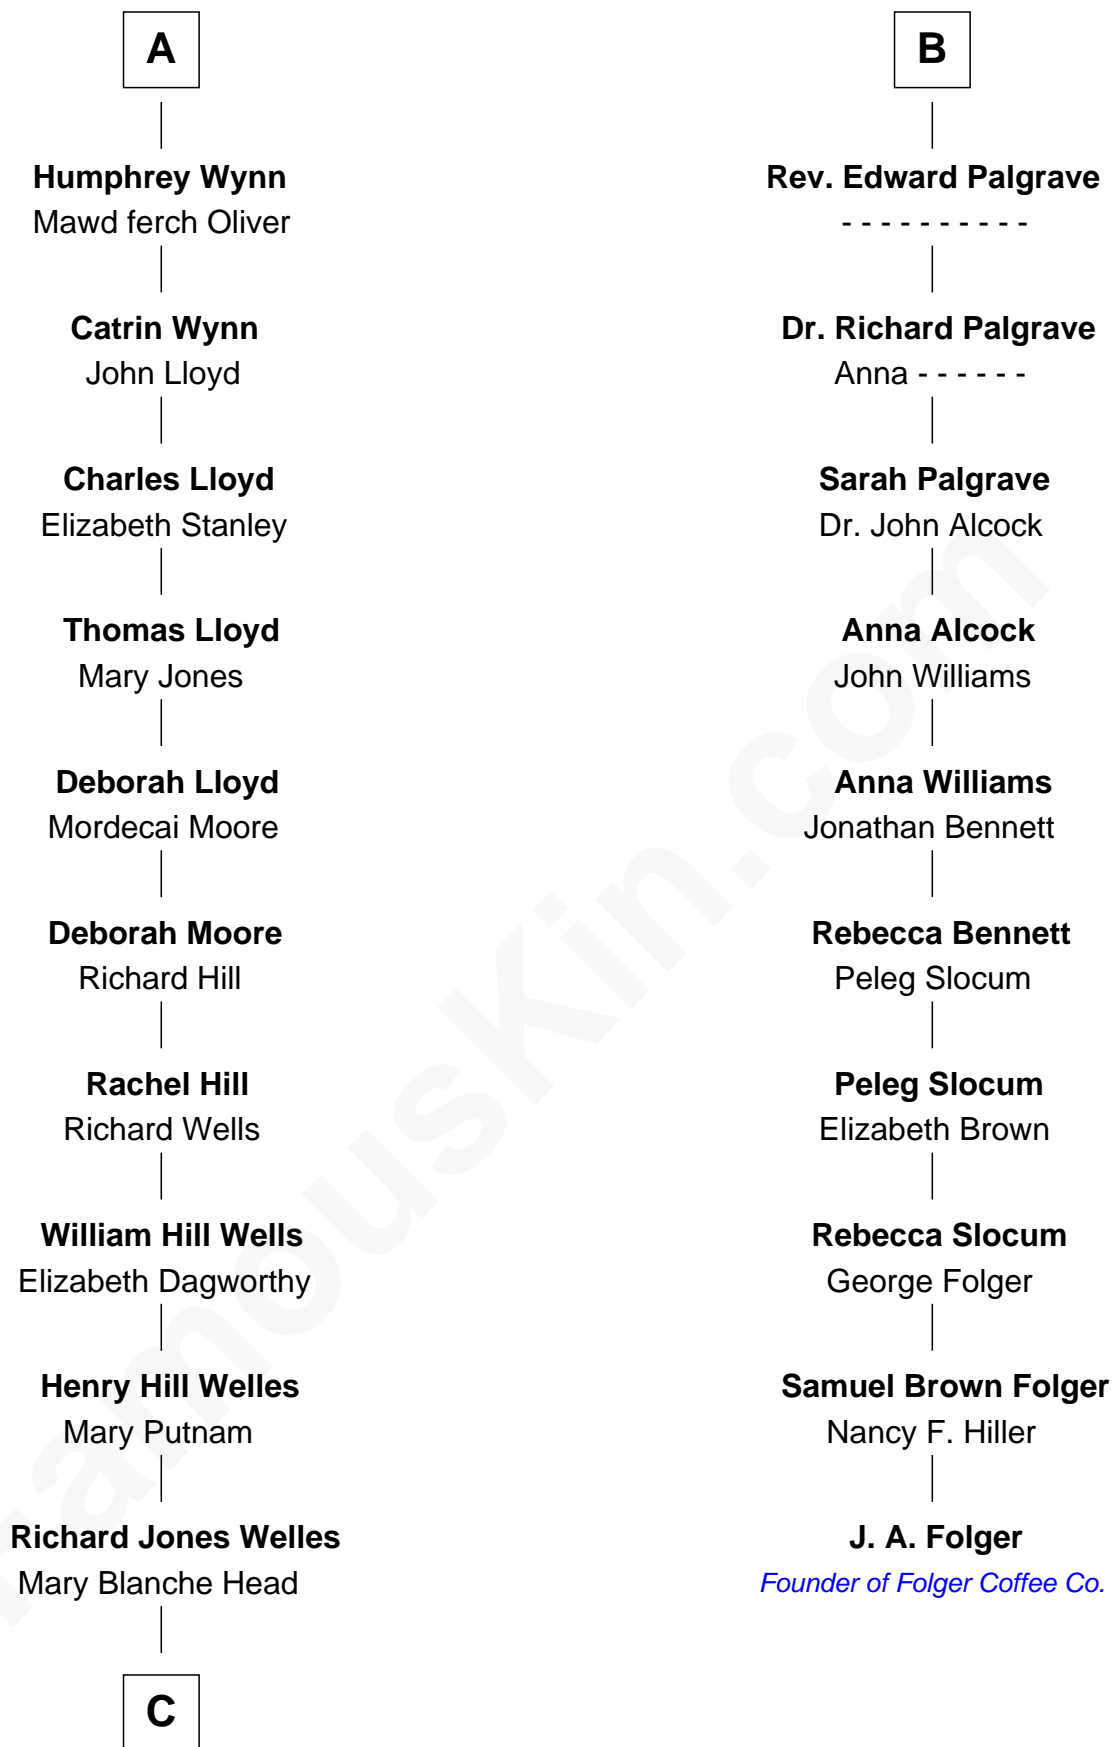 A
Humphrey Wynn
Mawd ferch Oliver
Catrin Wynn
John Lloyd
Charles Lloyd
Elizabeth Stanley
Thomas Lloyd
Mary Jones
Deborah Lloyd
Mordecai Moore
Deborah Moore
Richard Hill
Rachel Hill
Richard Wells
William Hill Wells
Elizabeth Dagworthy
Henry Hill Welles
Mary Putnam
Richard Jones Welles
Mary Blanche Head
C
B
Rev. Edward Palgrave
- - - - - - - - - -
Dr. Richard Palgrave
Anna - - - - - -
Sarah Palgrave
Dr. John Alcock
Anna Alcock
John Williams
Anna Williams
Jonathan Bennett
Rebecca Bennett
Peleg Slocum
Peleg Slocum
Elizabeth Brown
Rebecca Slocum
George Folger
Samuel Brown Folger
Nancy F. Hiller
J. A. Folger
Founder of Folger Coffee Co.
FamousKin.com